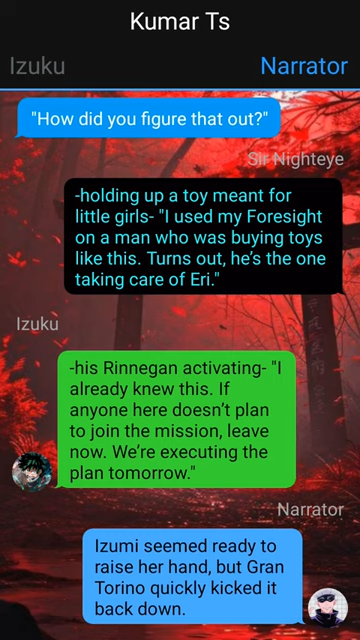 Kumar Ts
Izuku
Narrator
"How did you figure that out?"
Sir Nighteye
-holding up a toy meant for
little girls- "I used my Foresight
on a man who was buying toys
like this. Turns out, he’s the one
taking care of Eri."
Izuku
-his Rinnegan activating- "I
already knew this. If
anyone here doesn’t plan
to join the mission, leave
now. We’re executing the
plan tomorrow."
Narrator
Izumi seemed ready to
raise her hand, but Gran
Torino quickly kicked it
back down.